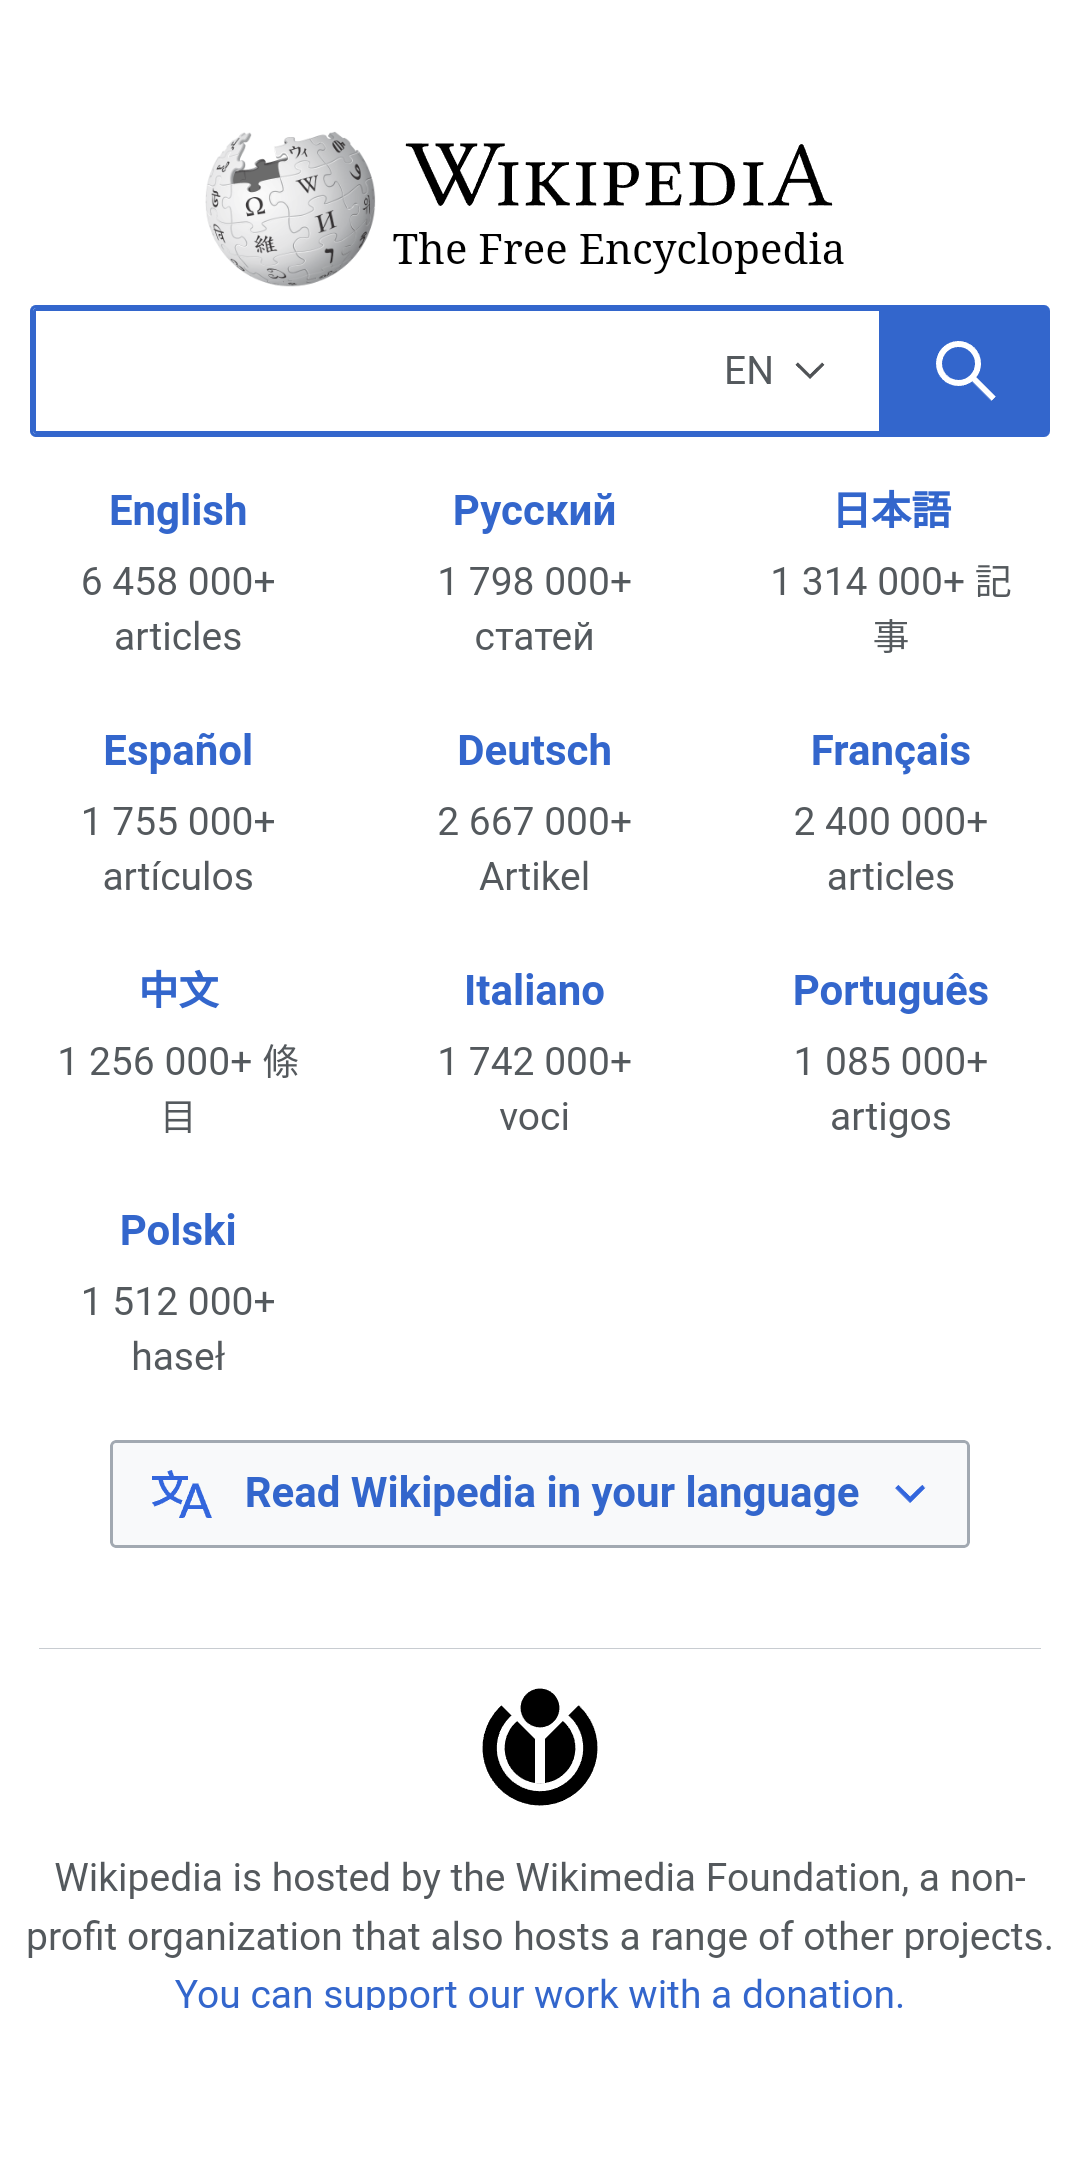 WIKIPEDIA
The Free Encyclopedia
EN
English
6 458 000+
articles
Русский
1 798 000+
статей
日本語
1 314 000+ 記
事
Español
1 755 000+
artículos
Deutsch
2 667 000+
Artikel
Français
2 400 000+
articles
中文
1 256 000+ 條
目
Italiano
1 742 000+
voci
Português
1 085 000+
artigos
Polski
1 512 000+
haseł
Read Wikipedia in your language
Wikipedia is hosted by the Wikimedia Foundation, a non-
profit organization that also hosts a range of other projects.
You can support our work with a donation.